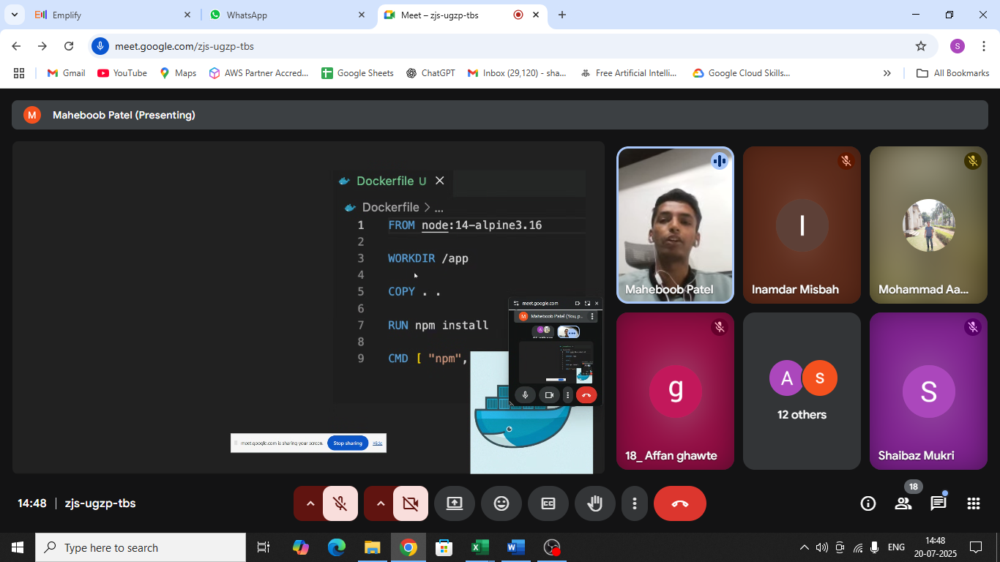 Emplify
WhatsApp
Meet – zjs-ugzp-tbs
meet.google.com/zjs-ugzp-tbs
S
Gmail
YouTube
Maps
AWS Partner Accred...
Google Sheets
ChatGPT
Inbox (29,120) - sha...
Free Artificial Intelli...
Google Cloud Skills...
All Bookmarks
M Maheboob Patel (Presenting)
Dockerfile U
Dockerfile > ...
1 FROM node:14-alpine3.16
2
3 WORKDIR /app
4
5 COPY . .
6
7 RUN npm install
8
9 CMD [ "npm",
meet.google.com
M Maheboob Patel (You, p...
meet.google.com is sharing your screen. Stop sharing Hide
Maheboob Patel
I
Inamdar Misbah
Mohammad Aa...
g
18_ Affan ghawte
A S
12 others
S
Shaibaz Mukri
14:48 | zjs-ugzp-tbs
CC
18
Type here to search
ENG
14:48
20-07-2025